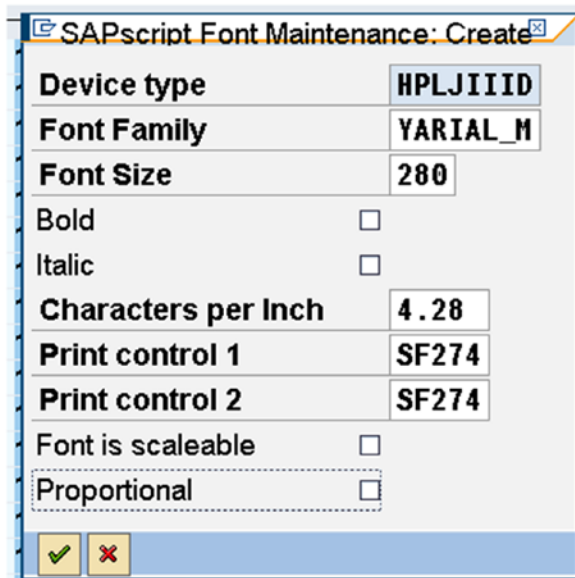 SAPscript Font Maintenance: Create
Device type HPLJIIID
Font Family YARIAL_M
Font Size 280
Bold
Italic
Characters per Inch 4.28
Print control 1 SF274
Print control 2 SF274
Font is scaleable
Proportional